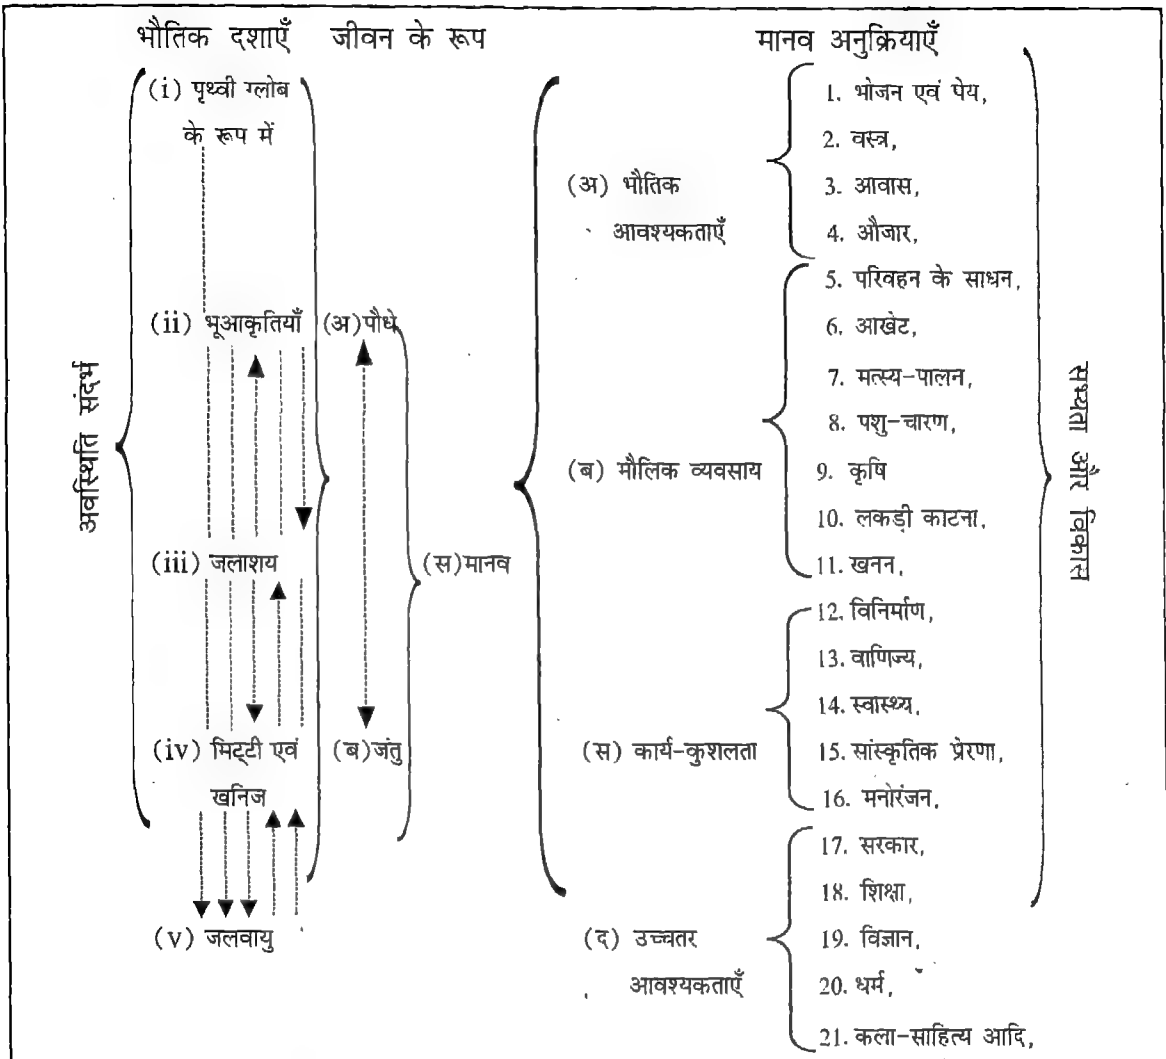 भौतिक दशाएँ जीवन के रूप मानव अनुक्रियाएँ
(i) पृथ्वी ग्लोब
के रूप में
(ii) भूआकृतियाँ
(iii) जलाशय
(iv) मिट्टी एवं
खनिज
(v) जलवायु
अवस्थिति संदर्भ
(अ) पौधे
(ब) जंतु
(स) मानव
(अ) भौतिक
आवश्यकताएँ
1. भोजन एवं पेय,
2. वस्त्र,
3. आवास,
4. औजार,
(ब) मौलिक व्यवसाय
5. परिवहन के साधन,
6. आखेट,
7. मत्स्य-पालन,
8. पशु-चारण,
9. कृषि
10. लकड़ी काटना,
11. खनन,
(स) कार्य-कुशलता
12. विनिर्माण,
13. वाणिज्य,
14. स्वास्थ्य,
15. सांस्कृतिक प्रेरणा,
16. मनोरंजन,
(द) उच्चतर
आवश्यकताएँ
17. सरकार,
18. शिक्षा,
19. विज्ञान,
20. धर्म,
21. कला-साहित्य आदि,
सभ्यता और विकास